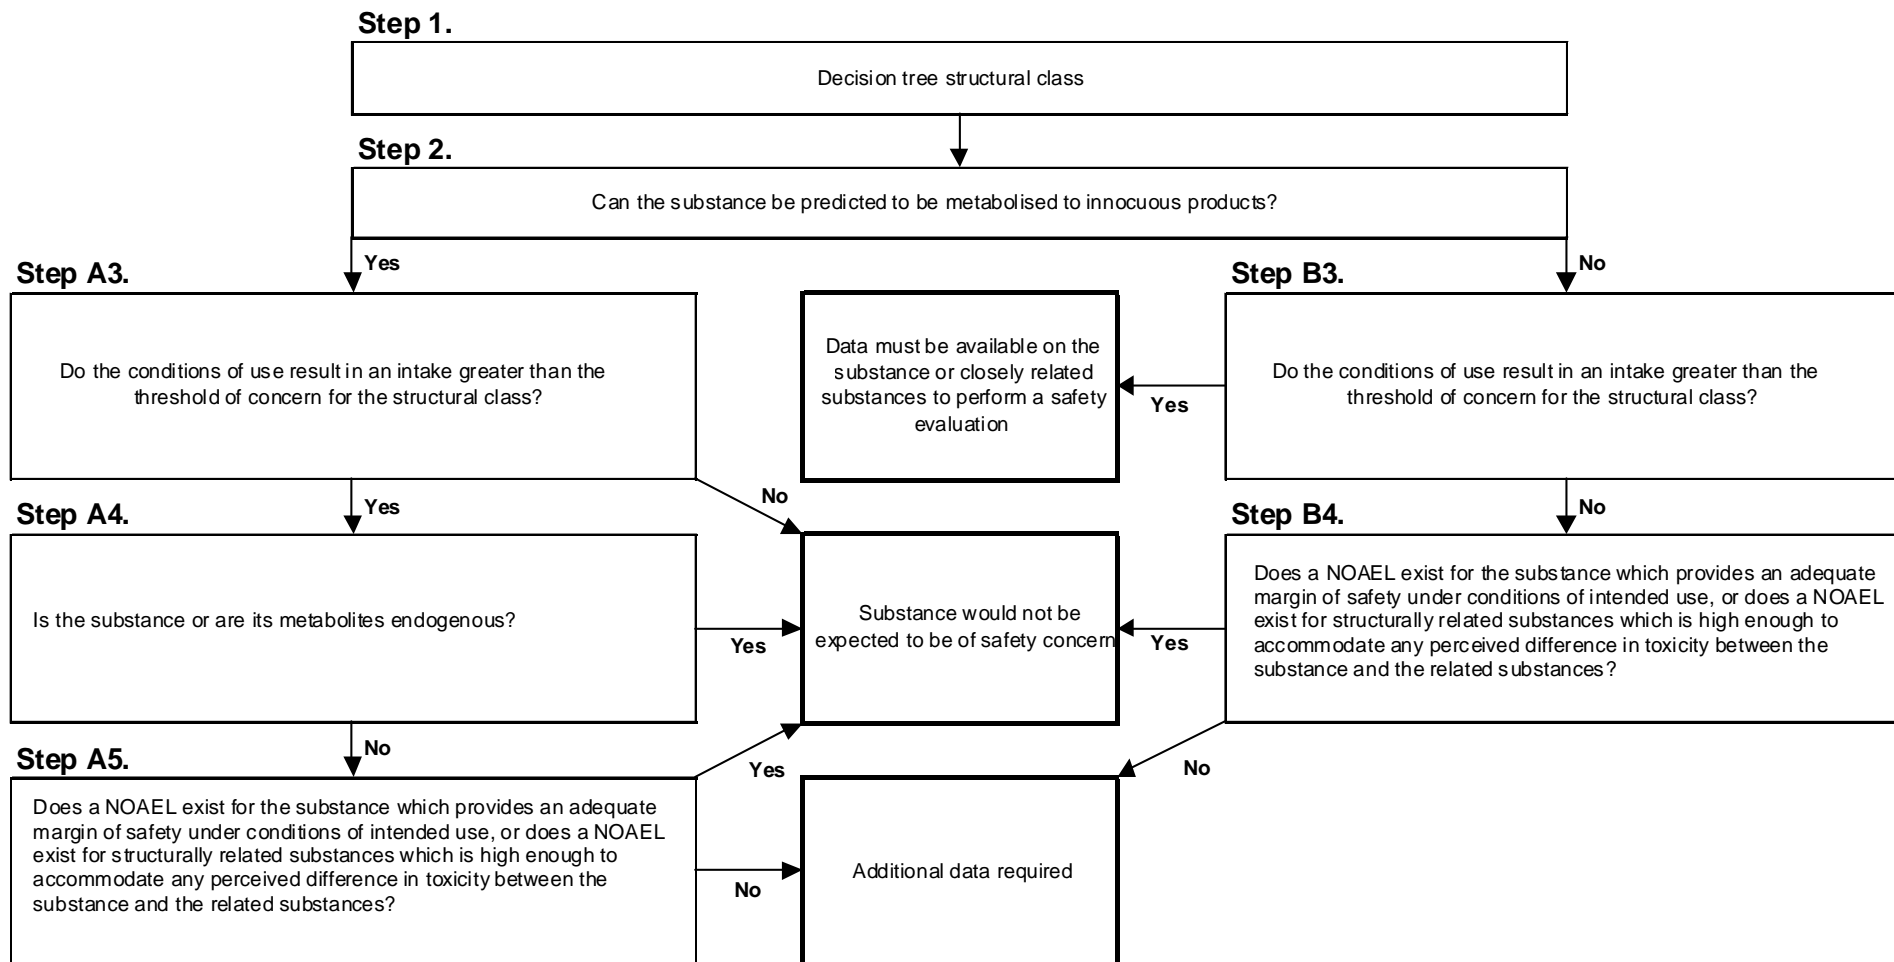 Step 1.
Decision tree structural class
Step 2.
Can the substance be predicted to be metabolised to innocuous products?
Yes
No
Step A3.
Step B3.
Do the conditions of use result in an intake greater than the
threshold of concern for the structural class?
Data must be available on the
substance or closely related
substances to perform a safety
evaluation
Yes
Do the conditions of use result in an intake greater than the
threshold of concern for the structural class?
Yes
No
No
Step A4.
Step B4.
Is the substance or are its metabolites endogenous?
Yes
Substance would not be
expected to be of safety concern
Yes
Does a NOAEL exist for the substance which provides an adequate
margin of safety under conditions of intended use, or does a NOAEL
exist for structurally related substances which is high enough to
accommodate any perceived difference in toxicity between the
substance and the related substances?
No
Yes
No
Step A5.
Does a NOAEL exist for the substance which provides an adequate
margin of safety under conditions of intended use, or does a NOAEL
exist for structurally related substances which is high enough to
accommodate any perceived difference in toxicity between the
substance and the related substances?
No
Additional data required